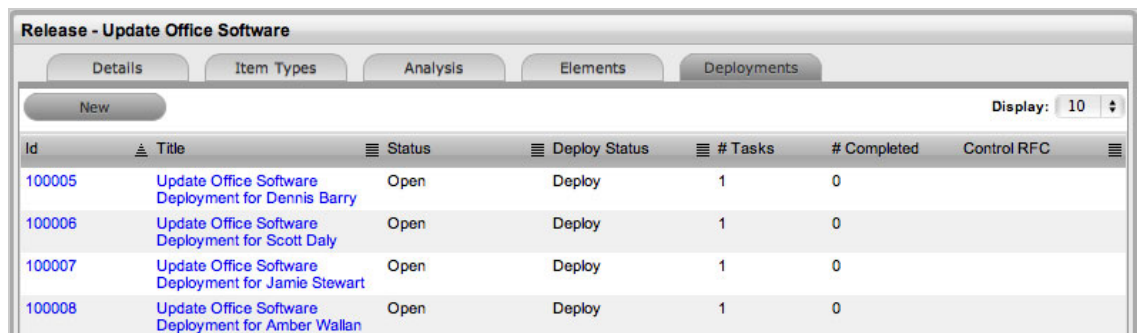 Release - Update Office Software
Details Item Types Analysis Elements Deployments
New Display: 10
Id Title Status Deploy Status # Tasks # Completed Control RFC
100005 Update Office Software Open Deploy 1 0
Deployment for Dennis Barry
100006 Update Office Software Open Deploy 1 0
Deployment for Scott Daly
100007 Update Office Software Open Deploy 1 0
Deployment for Jamie Stewart
100008 Update Office Software Open Deploy 1 0
Deployment for Amber Wallan